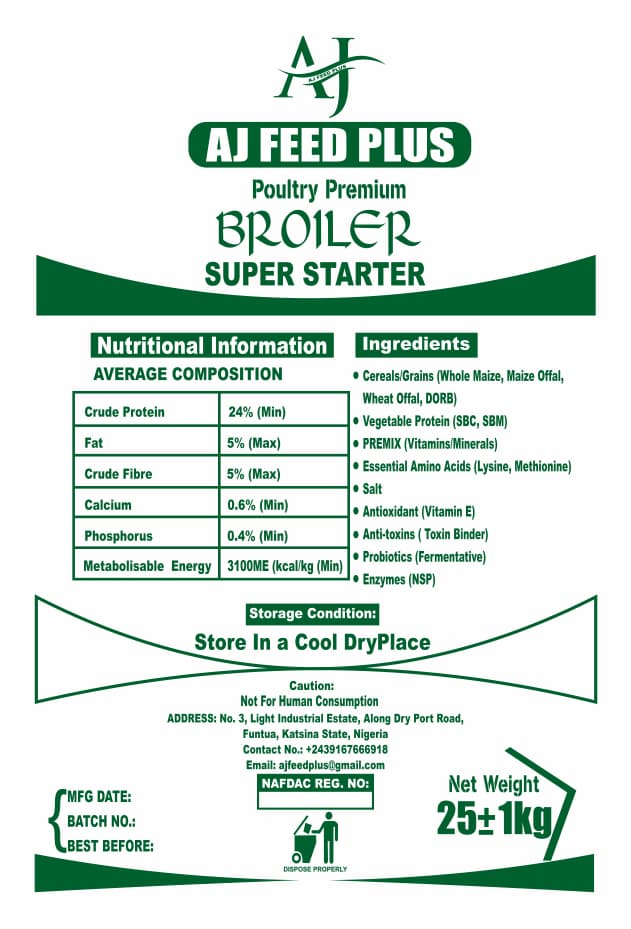 AJ
AJ FEED PLUS
AJ FEED PLUS
Poultry Premium
BROILER
SUPER STARTER
Nutritional Information
AVERAGE COMPOSITION
Crude Protein 24% (Min)
Fat 5% (Max)
Crude Fibre 5% (Max)
Calcium 0.6% (Min)
Phosphorus 0.4% (Min)
Metabolisable Energy 3100ME (kcal/kg (Min)
Ingredients
• Cereals/Grains (Whole Maize, Maize Offal,
Wheat Offal, DORB)
• Vegetable Protein (SBC, SBM)
• PREMIX (Vitamins/Minerals)
• Essential Amino Acids (Lysine, Methionine)
• Salt
• Antioxidant (Vitamin E)
• Anti-toxins ( Toxin Binder)
• Probiotics (Fermentative)
• Enzymes (NSP)
Storage Condition:
Store In a Cool DryPlace
Caution:
Not For Human Consumption
ADDRESS: No. 3, Light Industrial Estate, Along Dry Port Road,
Funtua, Katsina State, Nigeria
Contact No.: +2439167666918
Email: ajfeedplus@gmail.com
NAFDAC REG. NO:
MFG DATE:
BATCH NO.:
BEST BEFORE:
DISPOSE PROPERLY
Net Weight
25±1kg